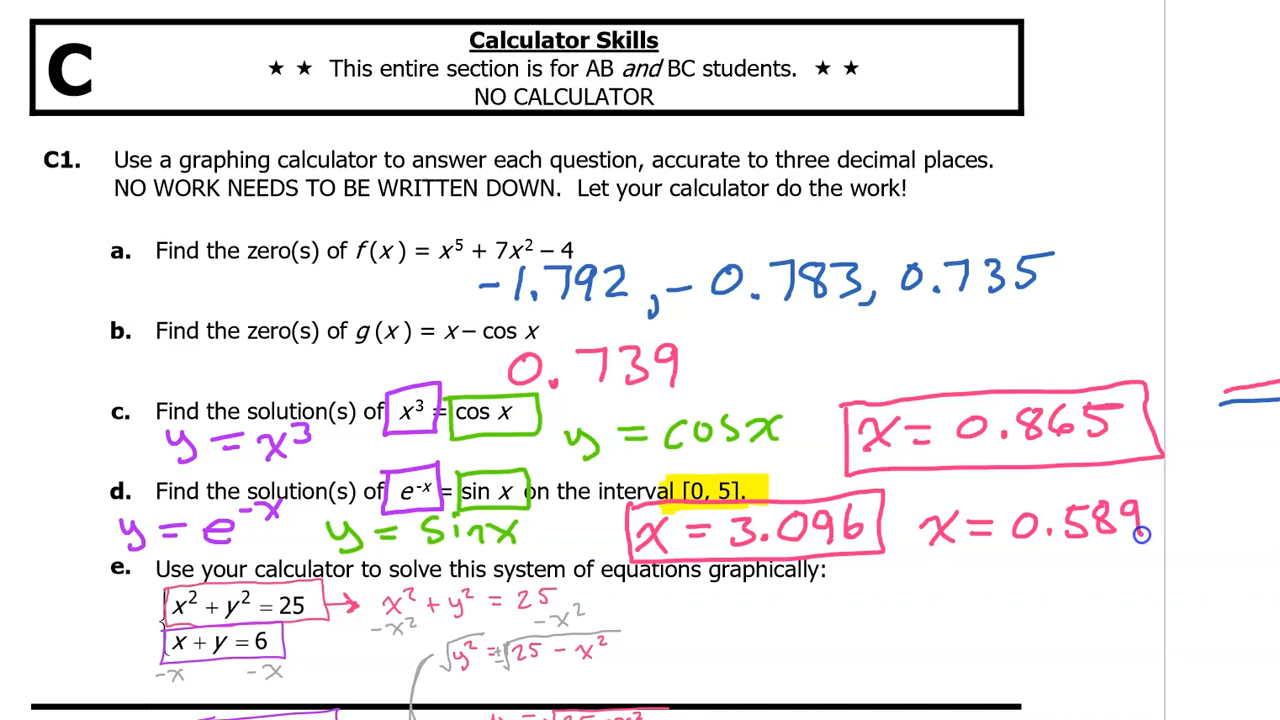 C
Calculator Skills
★ ★ This entire section is for AB and BC students. ★ ★
NO CALCULATOR
C1. Use a graphing calculator to answer each question, accurate to three decimal places.
NO WORK NEEDS TO BE WRITTEN DOWN. Let your calculator do the work!
a. Find the zero(s) of f(x) = x⁵ + 7x² – 4
-1.792, -0.783, 0.735
b. Find the zero(s) of g(x) = x – cos x
0.739
c. Find the solution(s) of x³ = cos x
y = x³ y = cosx x = 0.865
d. Find the solution(s) of e⁻ˣ = sin x on the interval [0, 5].
y = e⁻ˣ y = sinx x = 3.096 x = 0.589
e. Use your calculator to solve this system of equations graphically:
x² + y² = 25 → x² + y² = 25
-x² -x²
x + y = 6 √y² = ±√25 - x²
-x -x